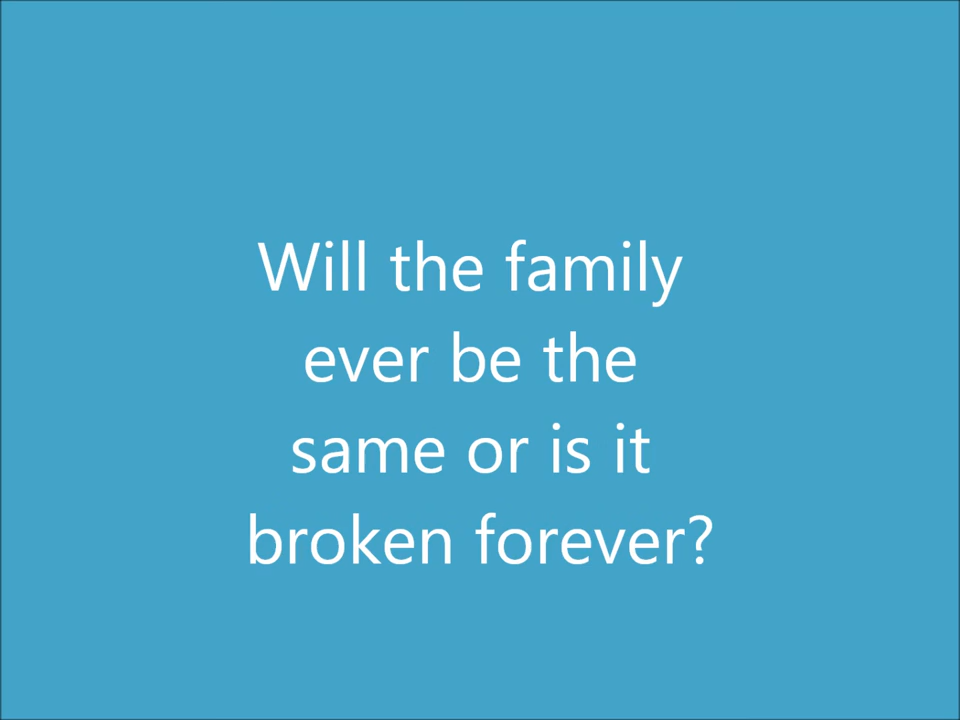 Will the family
ever be the
same or is it
broken forever?